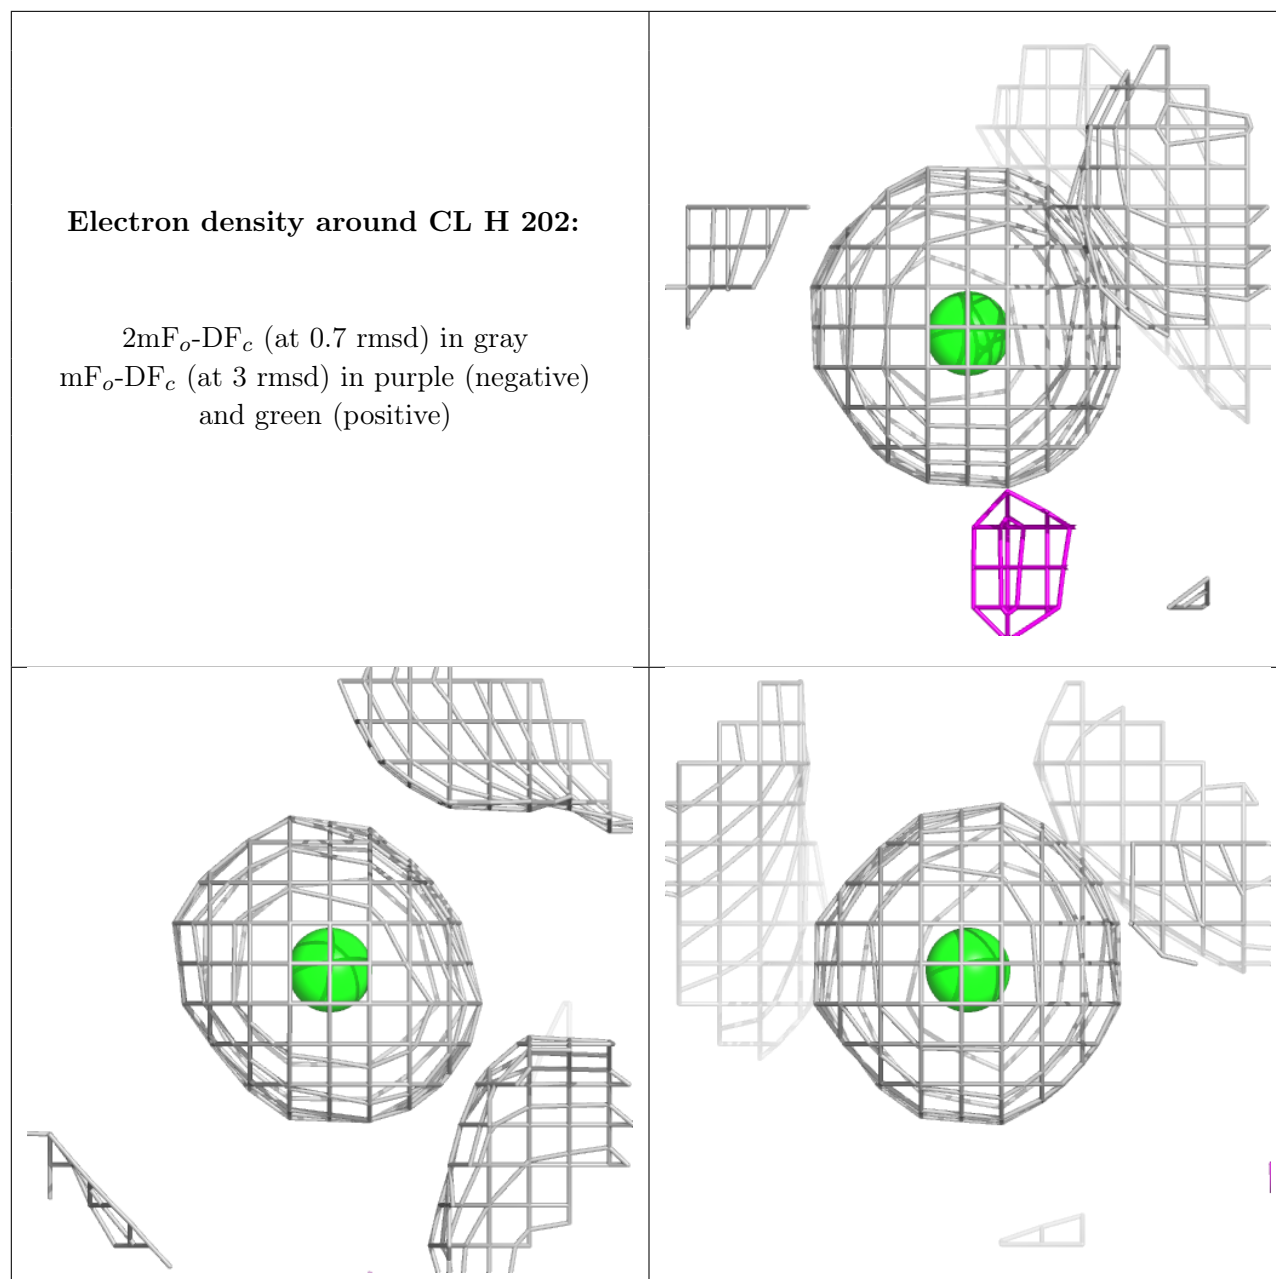 Electron density around CL H 202:
2mFo-DFc (at 0.7 rmsd) in gray
mFo-DFc (at 3 rmsd) in purple (negative)
and green (positive)